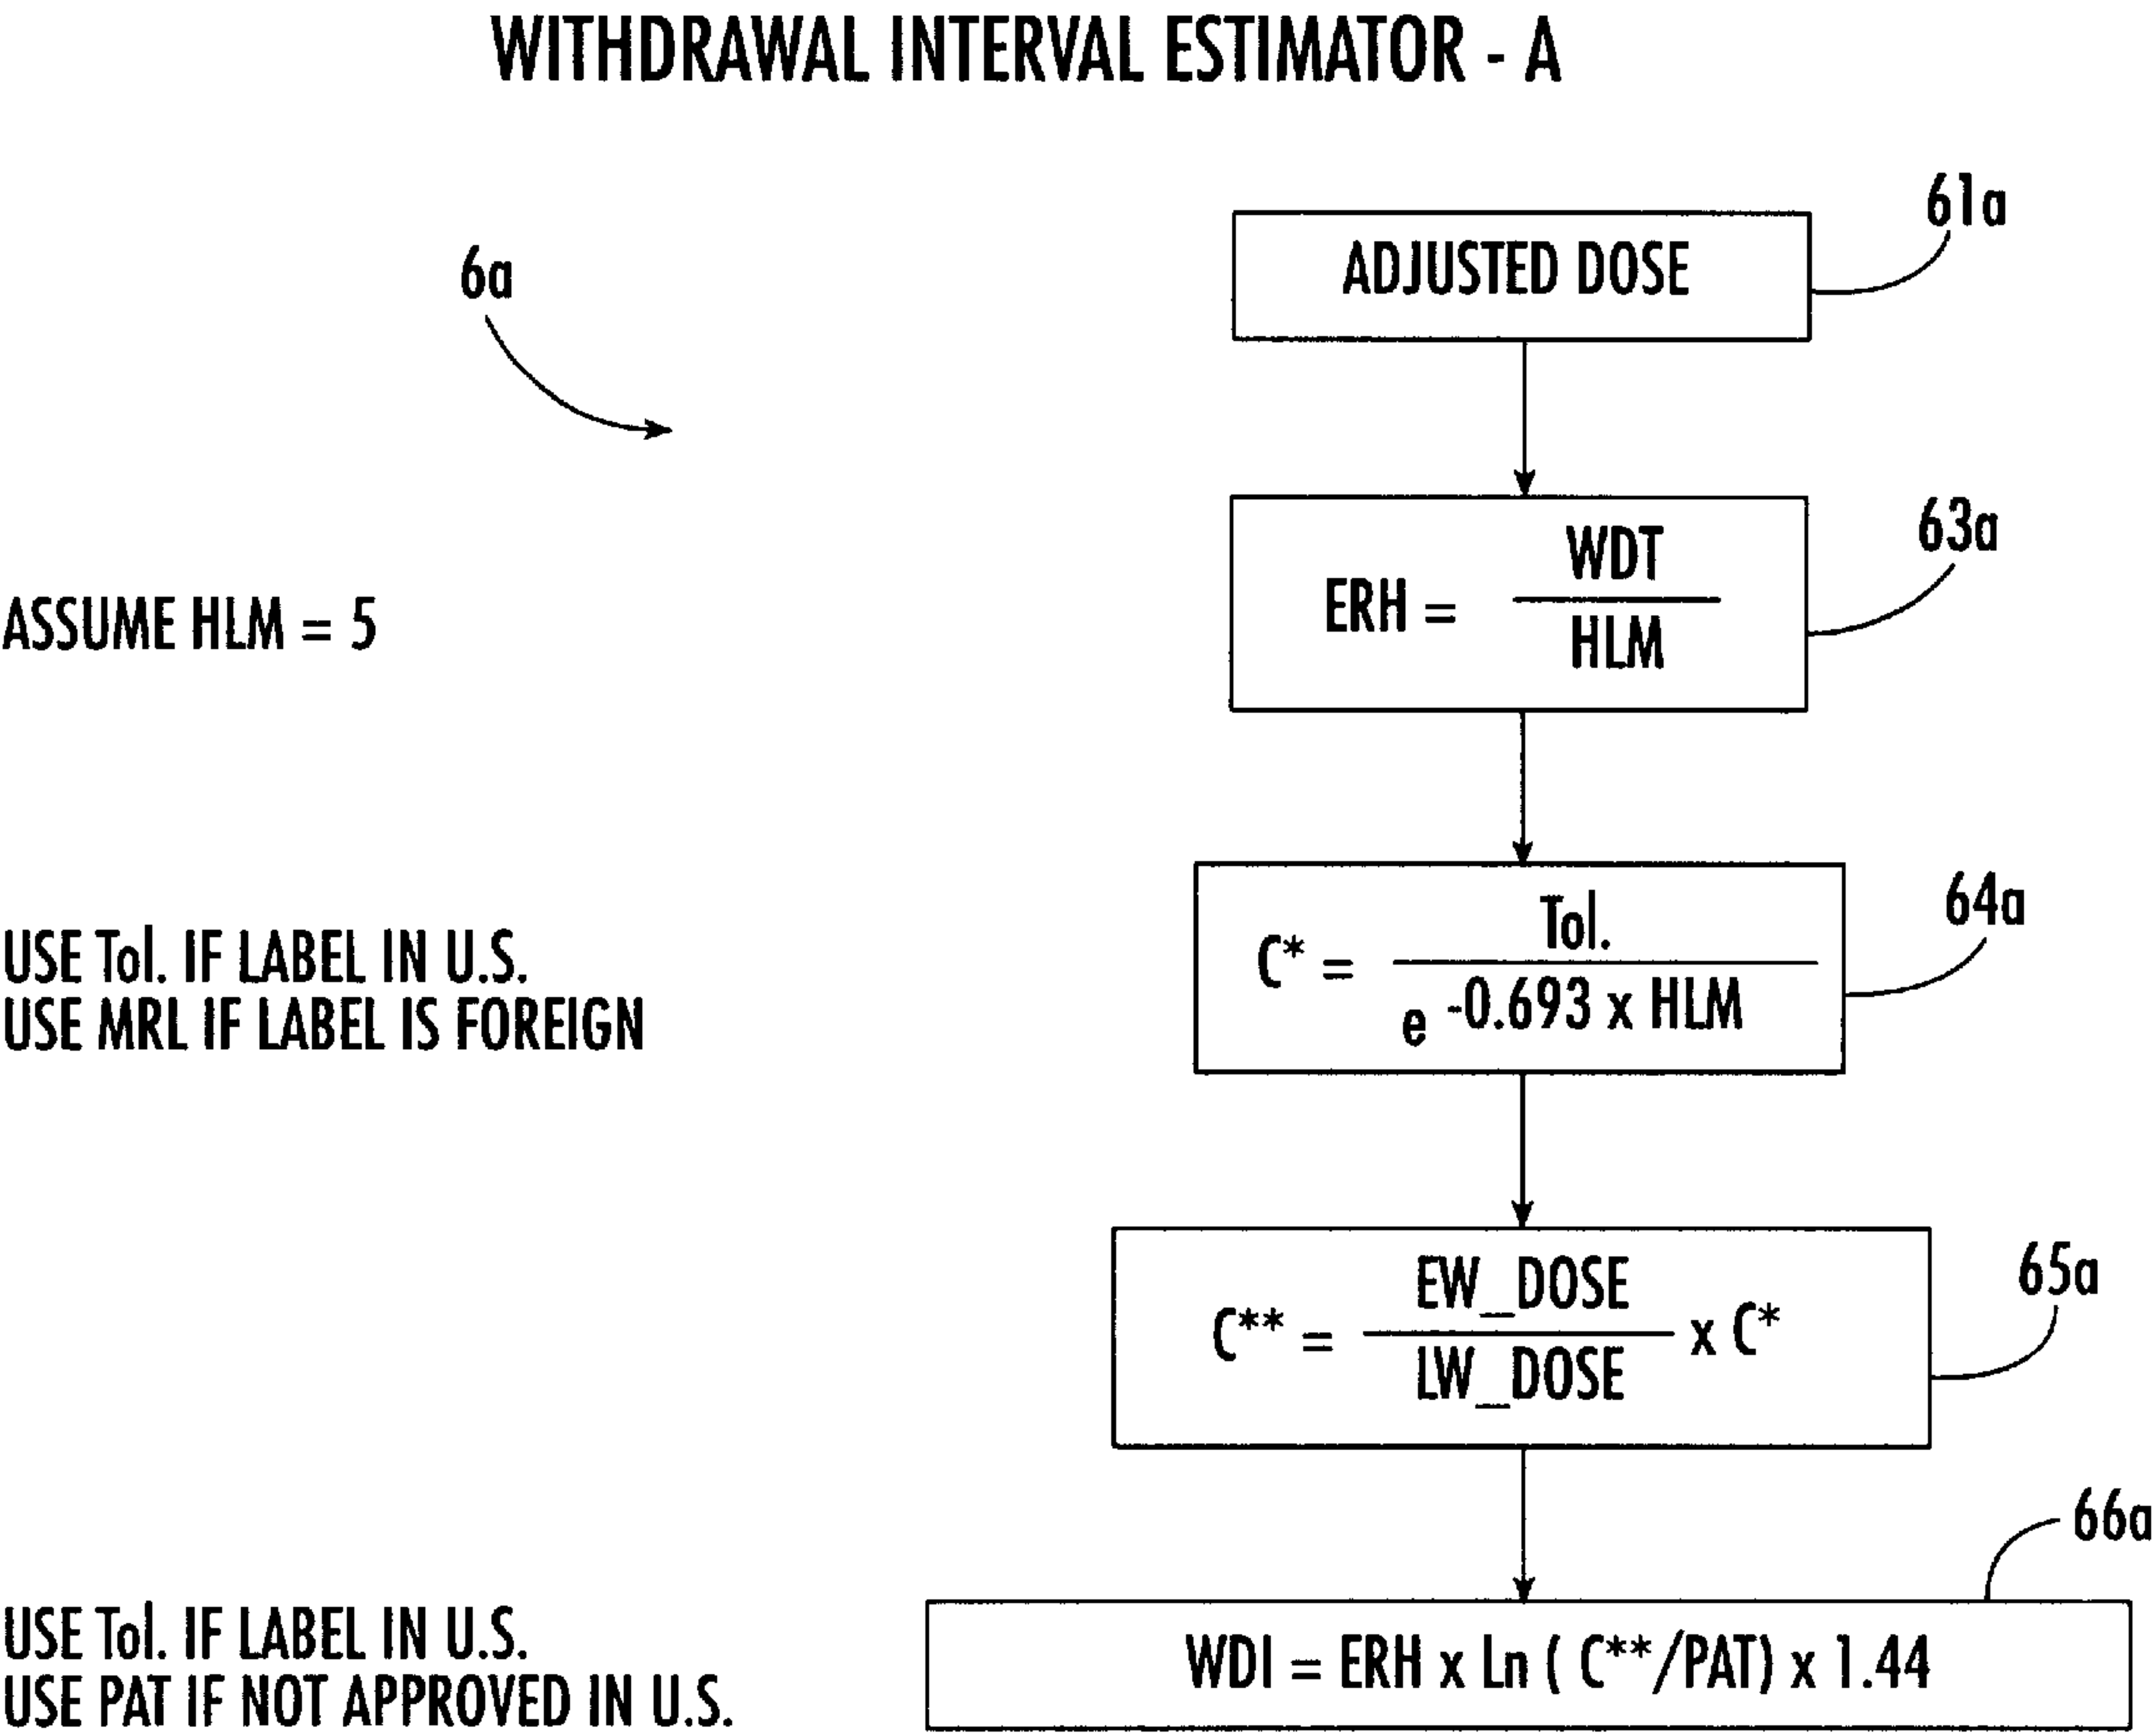 WITHDRAWAL INTERVAL ESTIMATOR - A
61a
ADJUSTED DOSE
6a
63a
WDT
ERH =
HLM
ASSUME HLM = 5
64a
Tol.
C* =
e -0.693 x HLM
USE Tol. IF LABEL IN U.S.
USE MRL IF LABEL IS FOREIGN
65a
EW_DOSE
C** = x C*
LW_DOSE
66a
WDI = ERH x Ln ( C**/PAT) x 1.44
USE Tol. IF LABEL IN U.S.
USE PAT IF NOT APPROVED IN U.S.